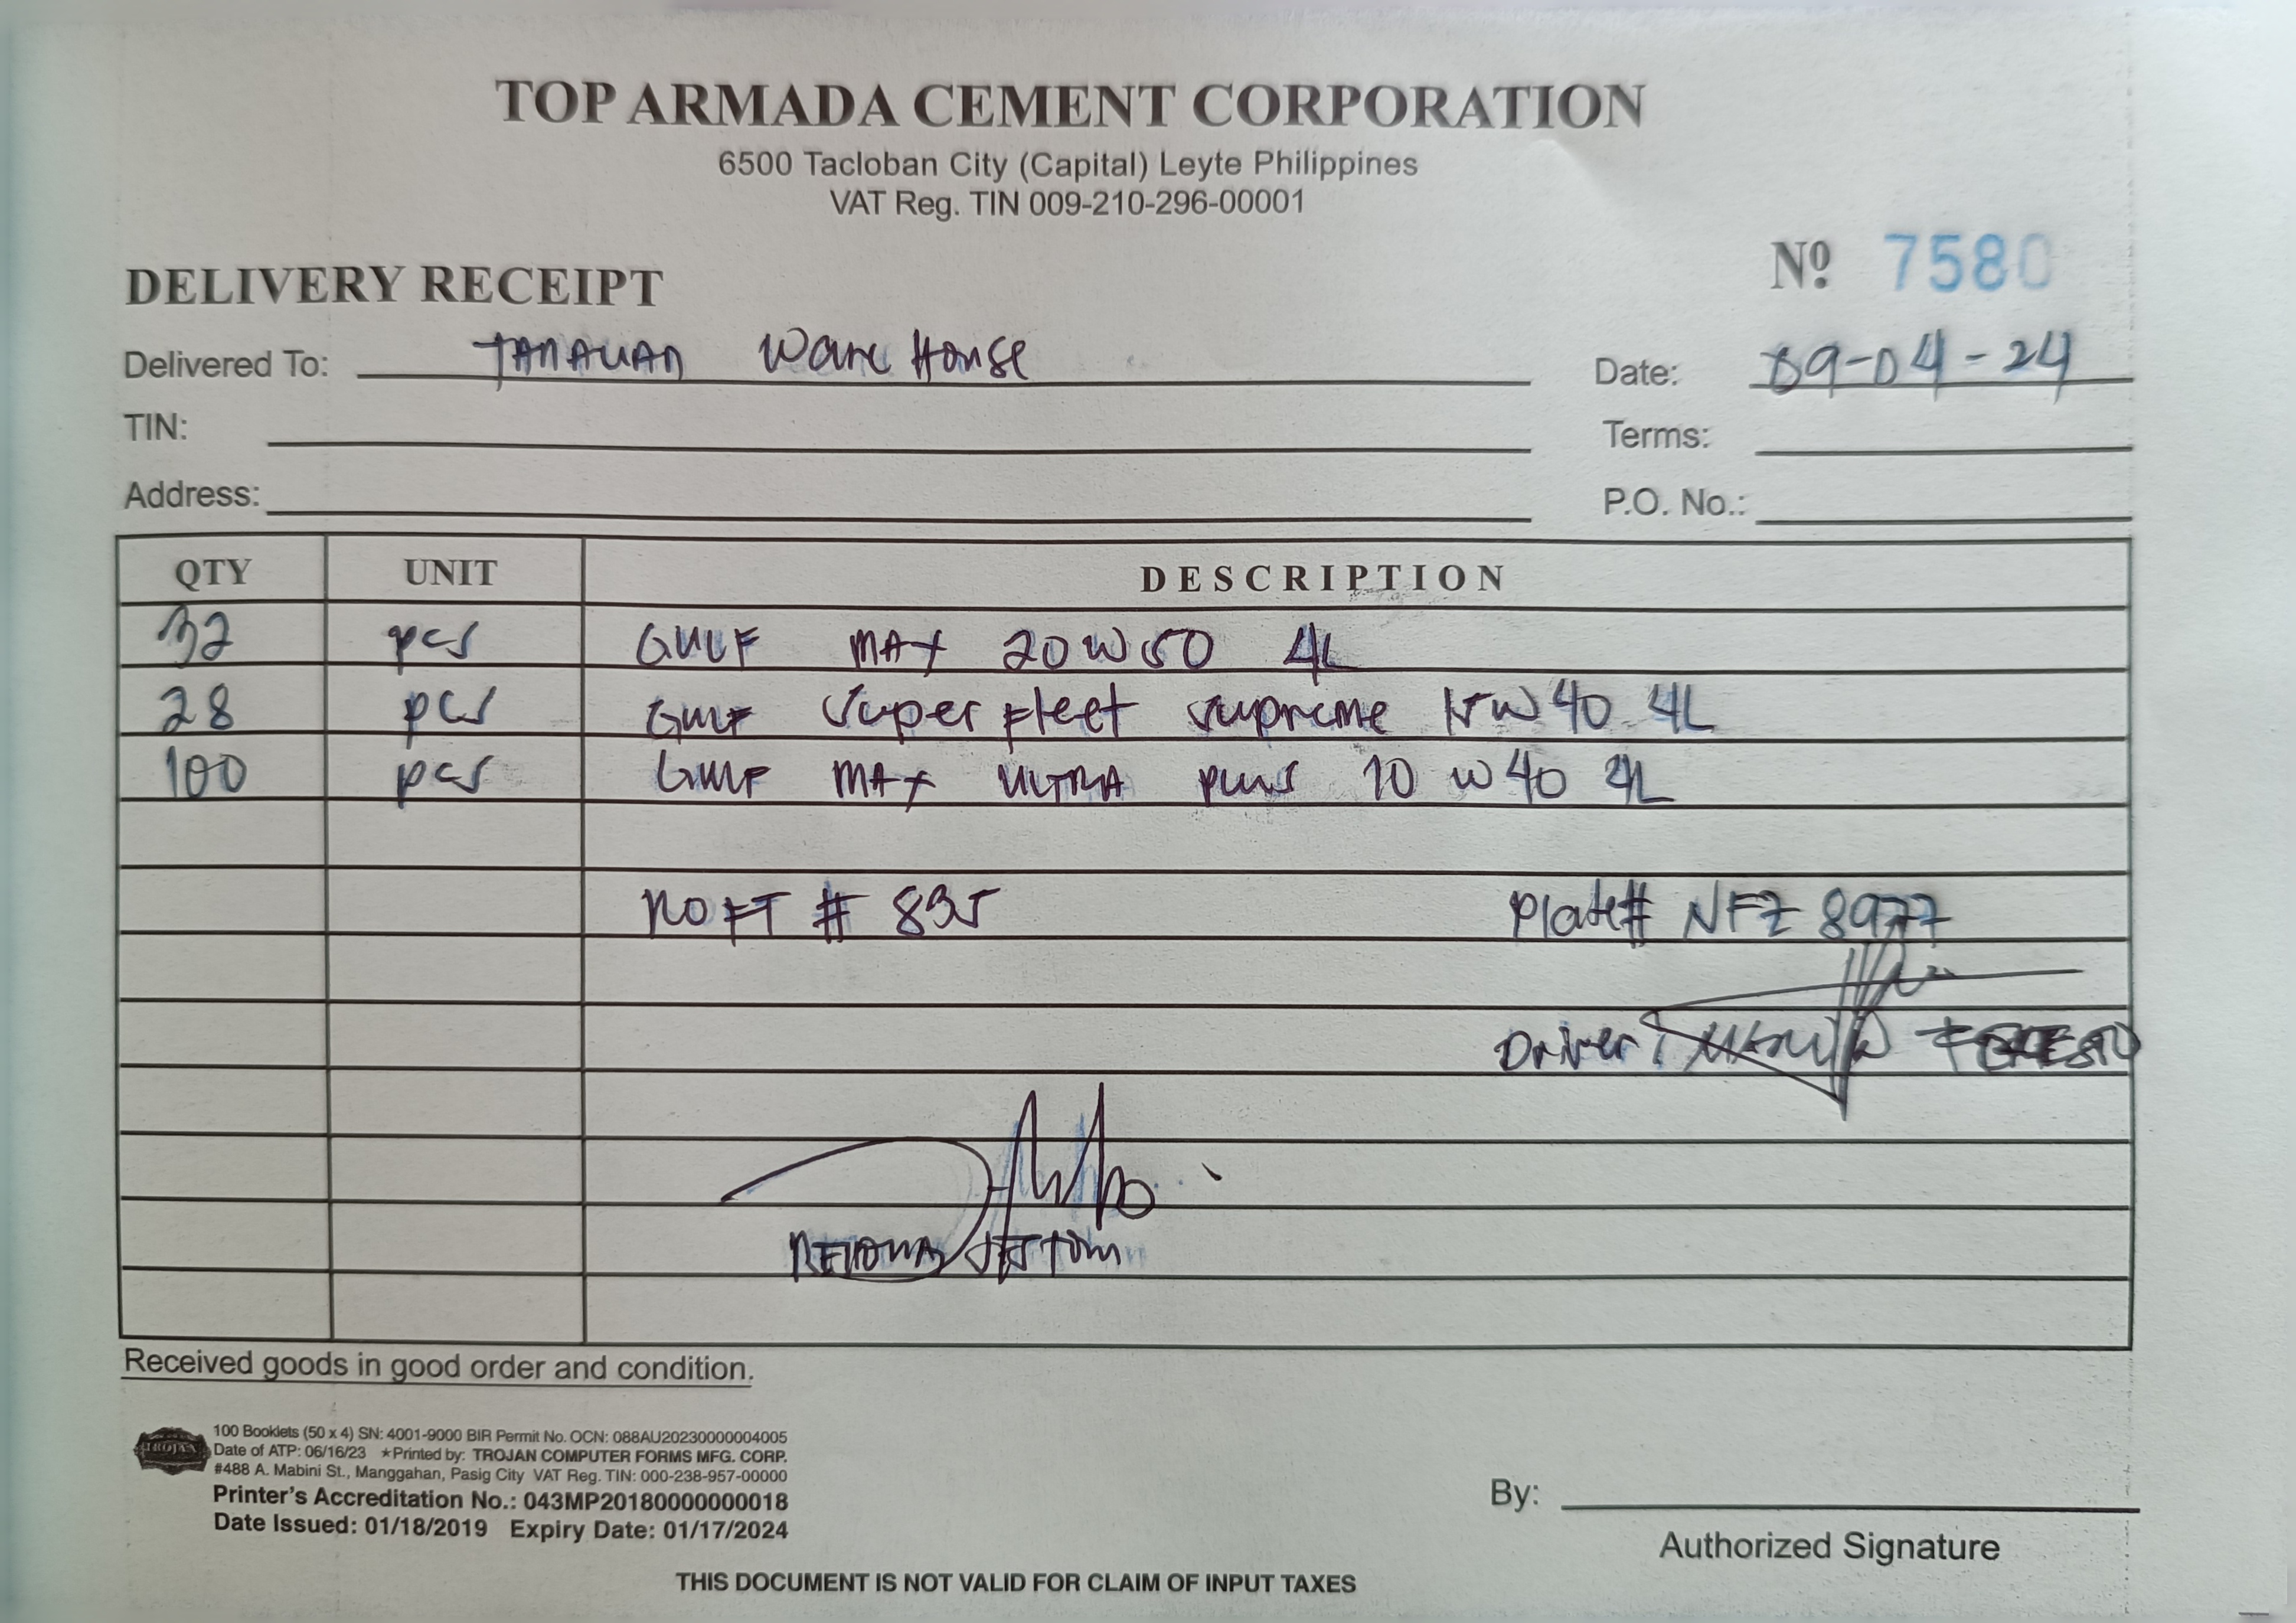 TOP ARMADA CEMENT CORPORATION
6500 Tacloban City (Capital) Leyte Philippines
VAT Reg. TIN 009-210-296-00001
DELIVERY RECEIPT
Nº 7580
Delivered To: TANAUAN Ware House
Date: 09-04-24
TIN:
Terms:
Address:
P.O. No.:
QTY UNIT DESCRIPTION
32 pcs GULF MAX 20W50 4L
28 pcs GULF Super Fleet supreme 15W40 4L
100 pcs GULF MAX ULTRA PLUS 10W40 4L
ROFT # 835 Plate# NFZ 8977
Driver:
Received goods in good order and condition.
TROJAN
100 Booklets (50 x 4) SN: 4001-9000 BIR Permit No. OCN: 088AU20230000004005
Date of ATP: 06/16/23 ★Printed by: TROJAN COMPUTER FORMS MFG. CORP.
#488 A. Mabini St., Manggahan, Pasig City VAT Reg. TIN: 000-238-957-00000
Printer's Accreditation No.: 043MP20180000000018
Date Issued: 01/18/2019 Expiry Date: 01/17/2024
By:
Authorized Signature
THIS DOCUMENT IS NOT VALID FOR CLAIM OF INPUT TAXES